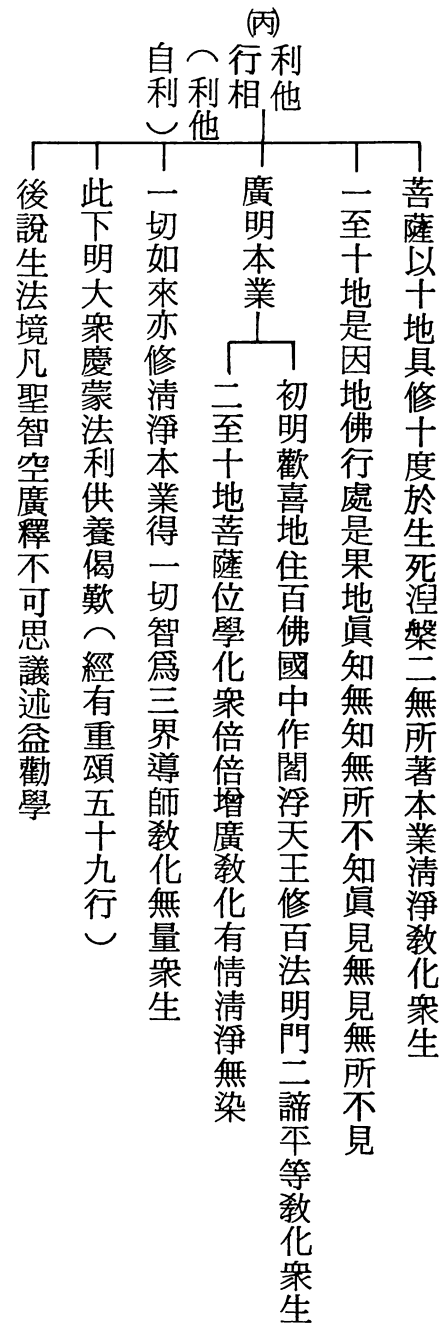 ㈩利他
行相
（利他
自利）
菩薩以十地具修十度於生死涅槃二無所著本業淸淨敎化衆生
一至十地是因地佛行處是果地眞知無知無所不知眞見無見無所不見
廣明本業
初明歡喜地住百佛國中作閻浮天王修百法明門二諦平等敎化衆生
二至十地菩薩位學化衆倍倍增廣敎化有情淸淨無染
一切如來亦修淸淨本業得一切智爲三界導師敎化無量衆生
此下明大衆慶蒙法利供養偈歎（經有重頌五十九行）
後說生法境凡聖智空廣釋不可思議述益勸學